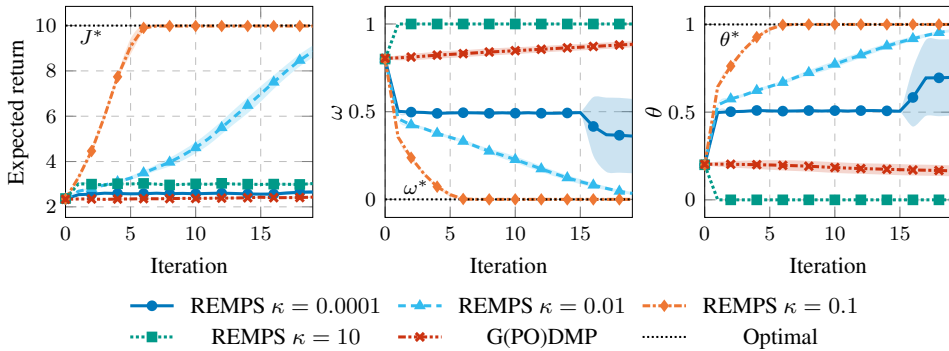 Expected return
10
8
6
4
2
J*
0 5 10 15
Iteration
ω
1
0.5
0
ω*
0 5 10 15
Iteration
θ
1
0.5
0
θ*
0 5 10 15
Iteration
REMPS κ = 0.0001 REMPS κ = 0.01 REMPS κ = 0.1
REMPS κ = 10 G(PO)DMP Optimal